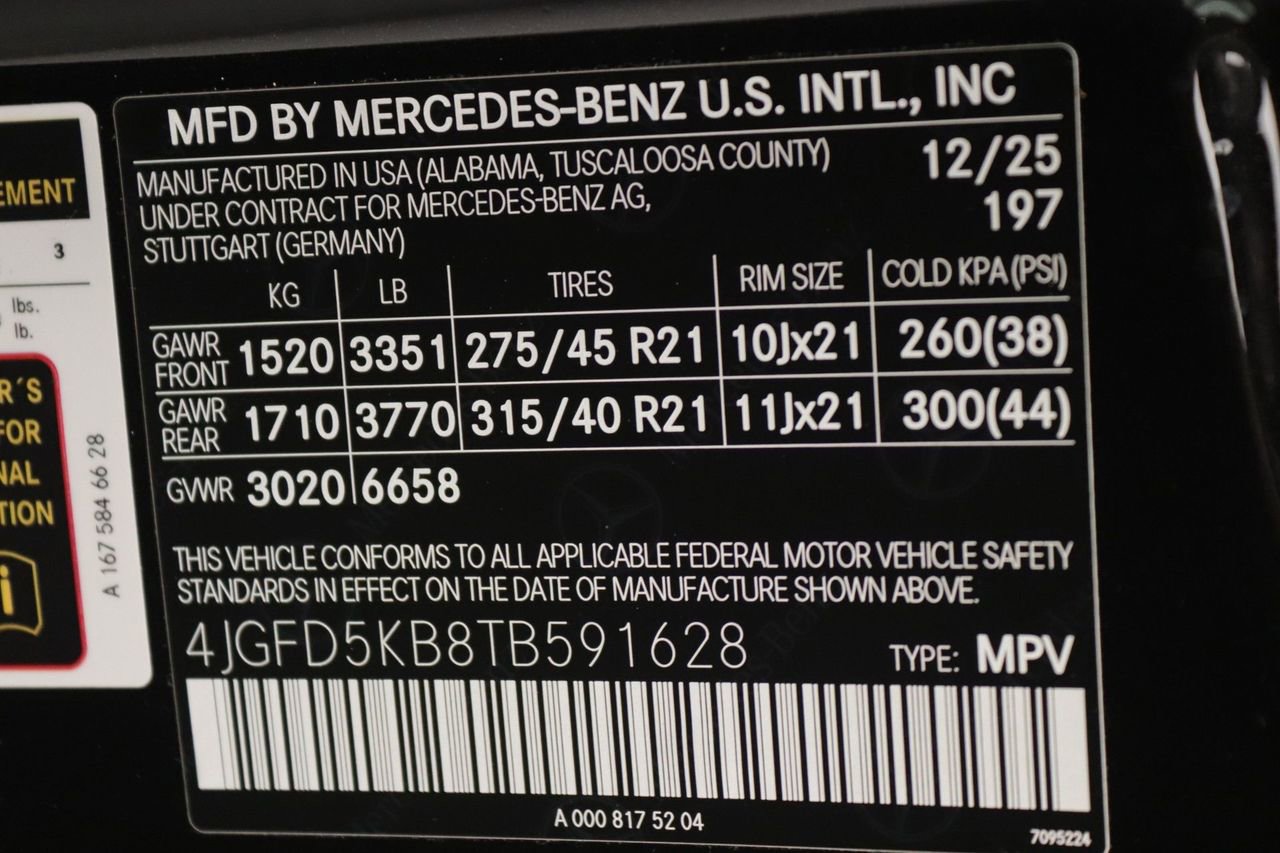 EMENT
3
lbs.
lb.
R´S
FOR
NAL
TION
i
A 167 584 66 28
MFD BY MERCEDES-BENZ U.S. INTL., INC
MANUFACTURED IN USA (ALABAMA, TUSCALOOSA COUNTY) 12/25
UNDER CONTRACT FOR MERCEDES-BENZ AG, 197
STUTTGART (GERMANY)
KG LB TIRES RIM SIZE COLD KPA (PSI)
GAWR FRONT 1520 3351 275/45 R21 10Jx21 260(38)
GAWR REAR 1710 3770 315/40 R21 11Jx21 300(44)
GVWR 3020 6658
THIS VEHICLE CONFORMS TO ALL APPLICABLE FEDERAL MOTOR VEHICLE SAFETY
STANDARDS IN EFFECT ON THE DATE OF MANUFACTURE SHOWN ABOVE.
4JGFD5KB8TB591628 TYPE: MPV
A 000 817 52 04
7095224